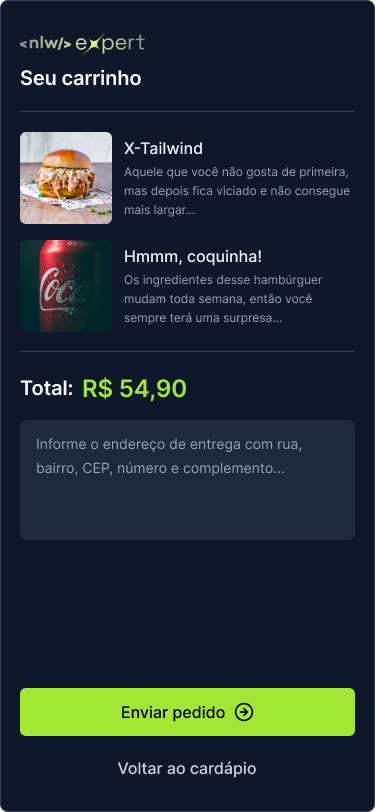 <nlw/> expert
Seu carrinho
X-Tailwind
Aquele que você não gosta de primeira,
mas depois fica viciado e não consegue
mais largar...
Hmmm, coquinha!
Os ingredientes desse hambúrguer
mudam toda semana, então você
sempre terá uma surpresa...
Total: R$ 54,90
Informe o endereço de entrega com rua,
bairro, CEP, número e complemento...
Enviar pedido
Voltar ao cardápio